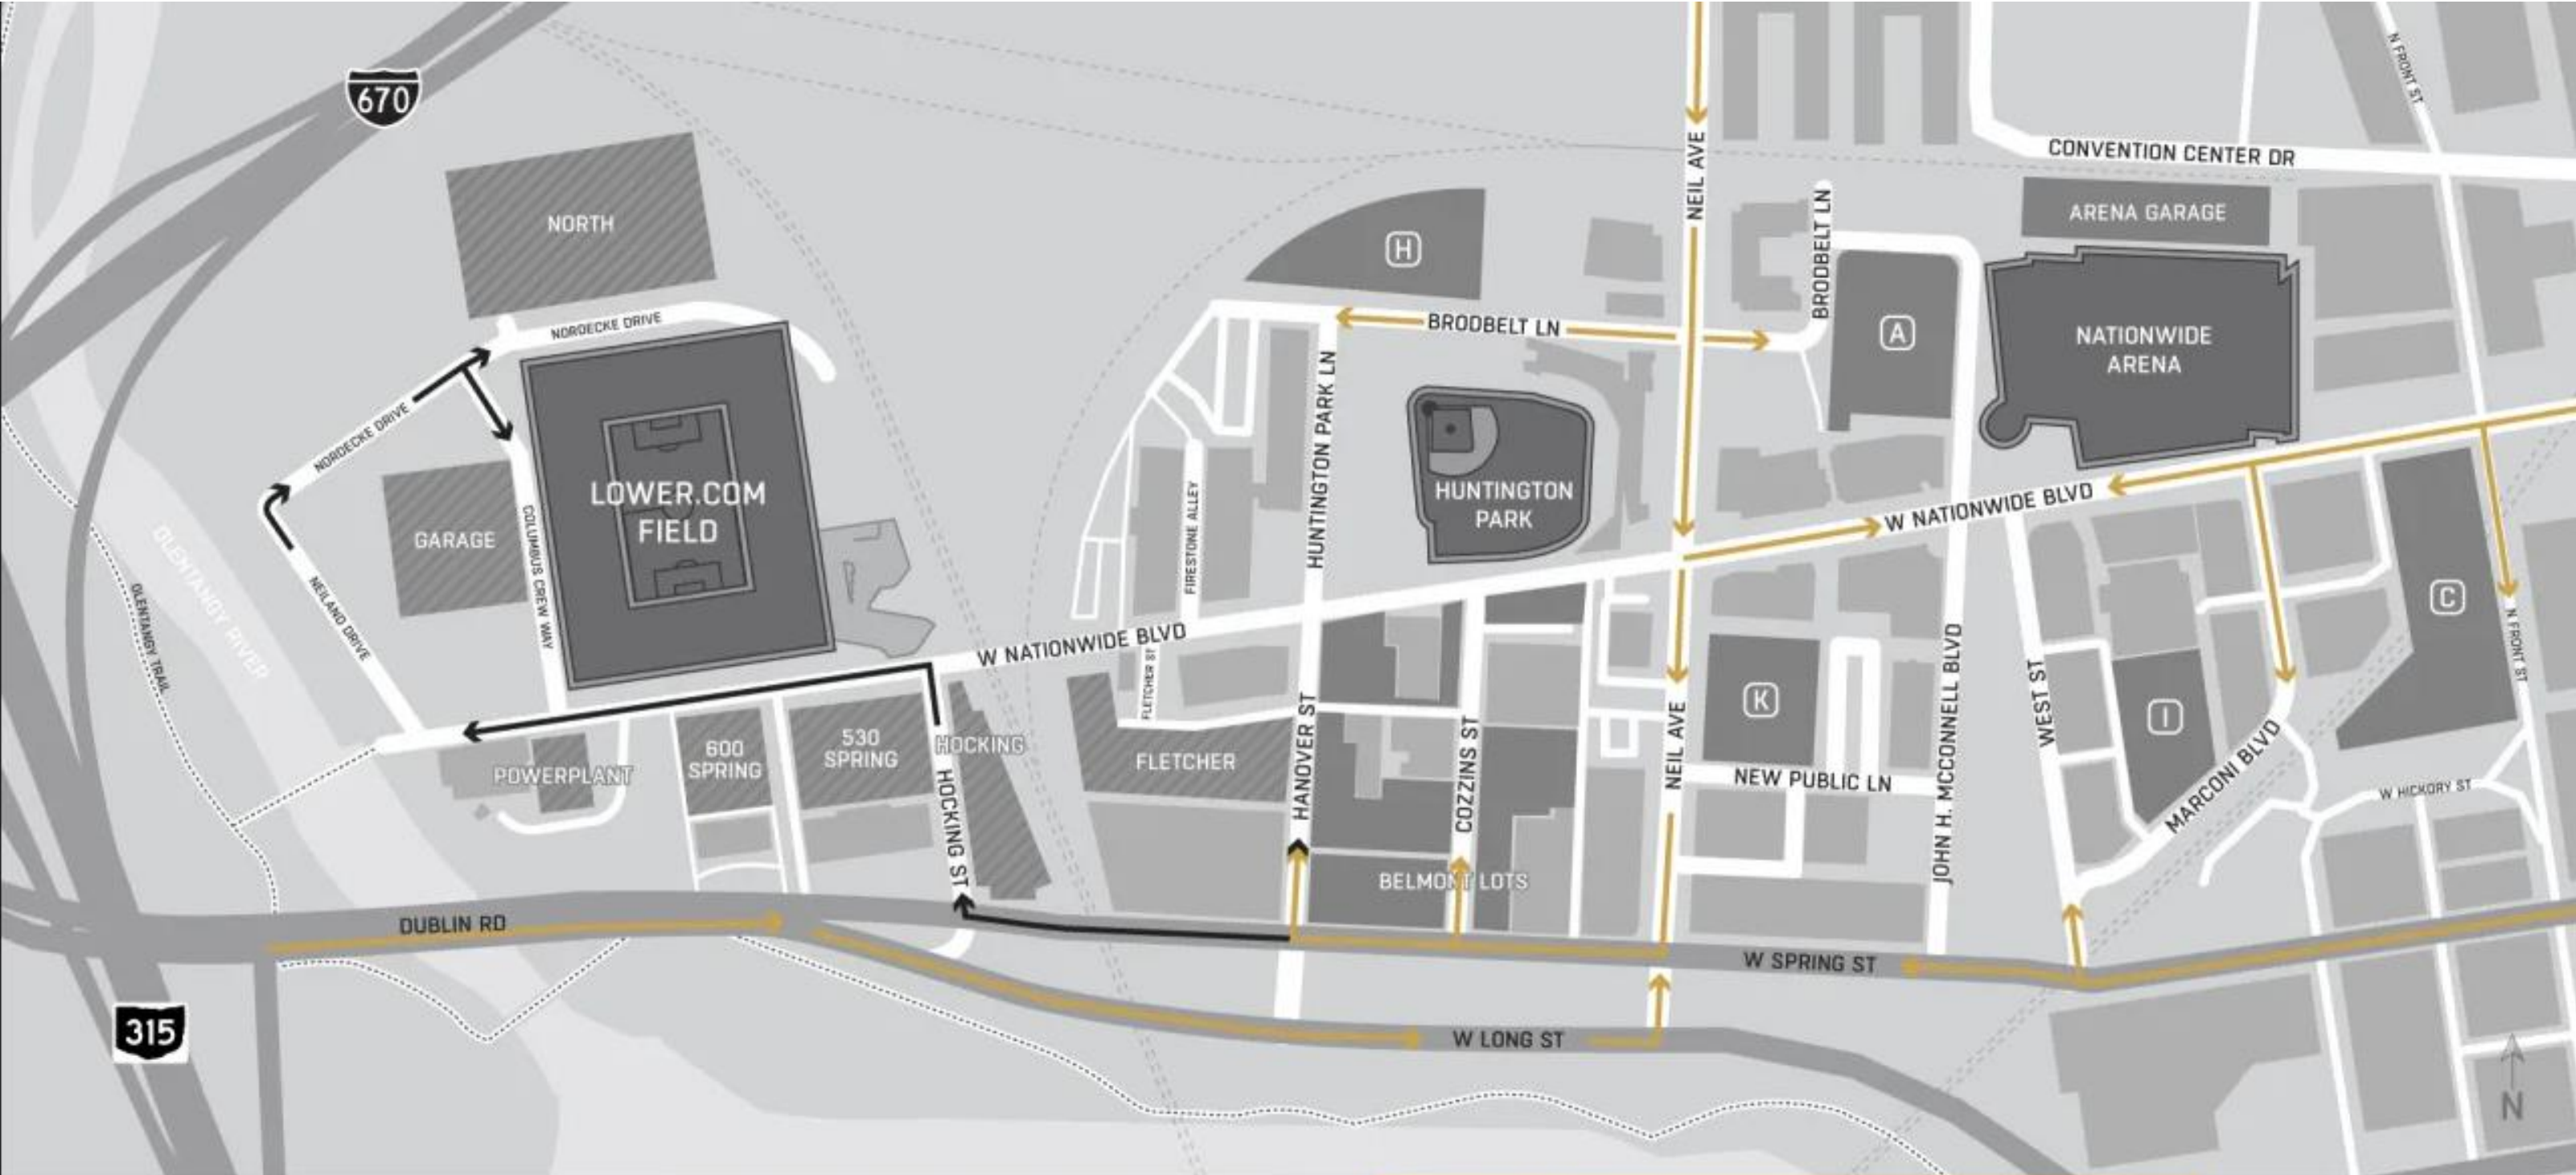 670
N FRONT ST
CONVENTION CENTER DR
NEIL AVE
NORTH
H
BRODBELT LN
ARENA GARAGE
NORDECKE DRIVE
BRODBELT LN
A
NATIONWIDE
ARENA
NORDECKE DRIVE
HUNTINGTON PARK LN
LOWER.COM
FIELD
HUNTINGTON
PARK
W NATIONWIDE BLVD
GARAGE
COLUMBUS CREW WAY
FIRESTONE ALLEY
OLENTANGY RIVER
OLENTANGY TRAIL
NEILAND DRIVE
C
N FRONT ST
W NATIONWIDE BLVD
FLETCHER ST
HANOVER ST
COZZINS ST
NEIL AVE
K
JOHN H. MCCONNELL BLVD
WEST ST
I
MARCONI BLVD
HOCKING
600
SPRING
530
SPRING
POWERPLANT
FLETCHER
NEW PUBLIC LN
W HICKORY ST
HOCKING ST
BELMONT LOTS
DUBLIN RD
W SPRING ST
315
W LONG ST
N